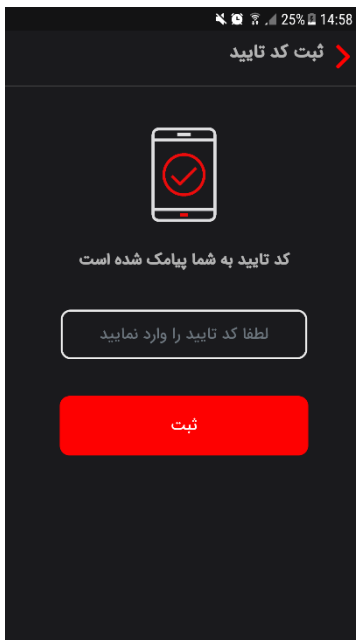 25% 14:58
ثبت کد تایید
کد تایید به شما پیامک شده است
لطفا کد تایید را وارد نمایید
ثبت